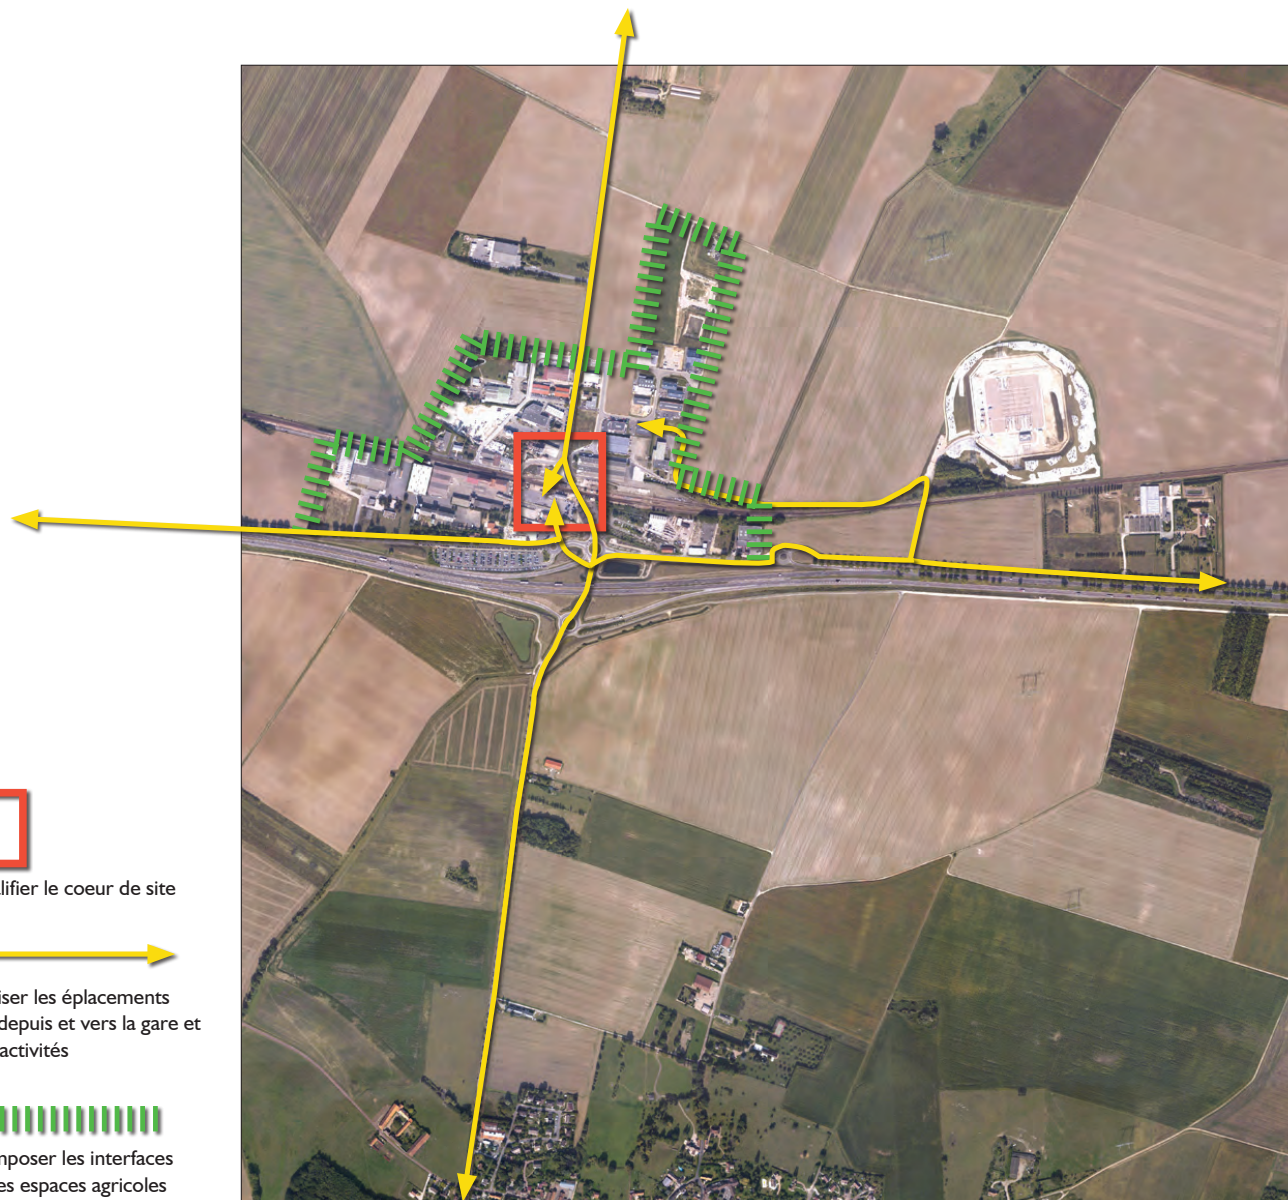 lifier le coeur de site
iser les éplacements
depuis et vers la gare et
activités
nposer les interfaces
es espaces agricoles